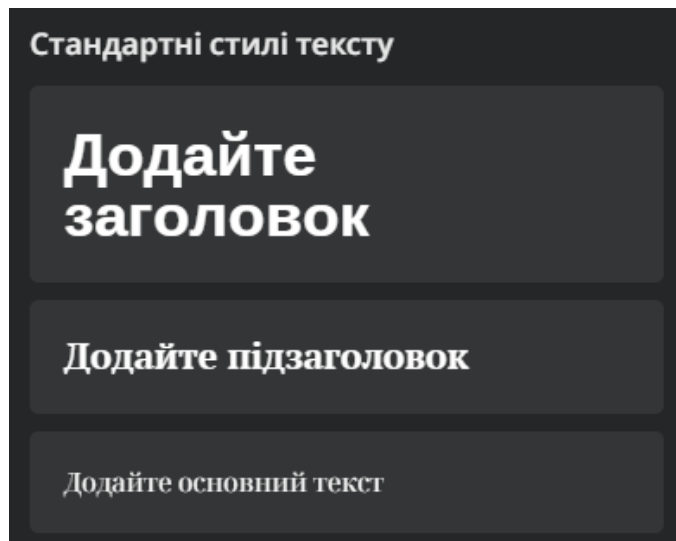 Стандартні стилі тексту
Додайте
заголовок
Додайте підзаголовок
Додайте основний текст